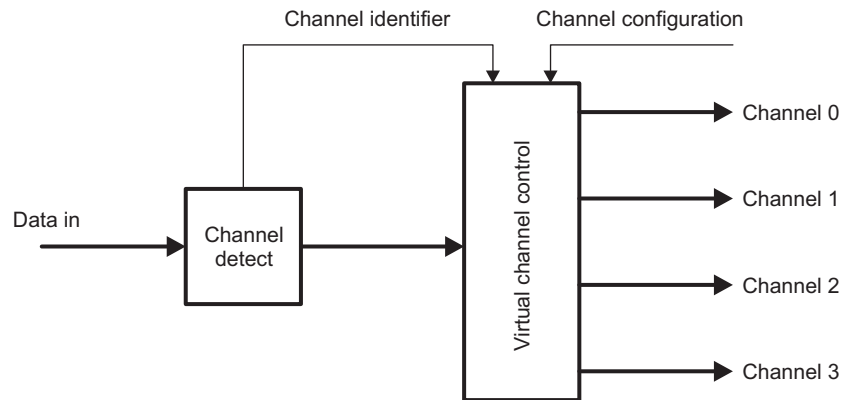 Channel identifier
Channel configuration
Channel 0
Channel 1
Data in
Channel
detect
Virtual channel control
Channel 2
Channel 3